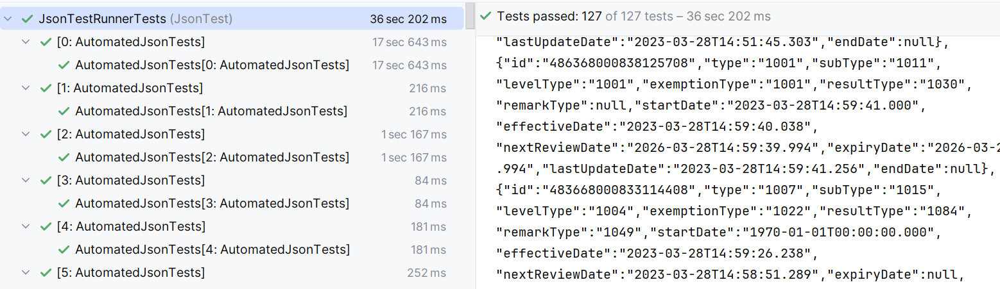 JsonTestRunnerTests (JsonTest) 36 sec 202 ms
[0: AutomatedJsonTests] 17 sec 643 ms
AutomatedJsonTests[0: AutomatedJsonTests] 17 sec 643 ms
[1: AutomatedJsonTests] 216 ms
AutomatedJsonTests[1: AutomatedJsonTests] 216 ms
[2: AutomatedJsonTests] 1 sec 167 ms
AutomatedJsonTests[2: AutomatedJsonTests] 1 sec 167 ms
[3: AutomatedJsonTests] 84 ms
AutomatedJsonTests[3: AutomatedJsonTests] 84 ms
[4: AutomatedJsonTests] 181 ms
AutomatedJsonTests[4: AutomatedJsonTests] 181 ms
[5: AutomatedJsonTests] 252 ms
Tests passed: 127 of 127 tests – 36 sec 202 ms
"lastUpdateDate":"2023-03-28T14:51:45.303","endDate":null},
{"id":"486368000838125708","type":"1001","subType":"1011",
"levelType":"1001","exemptionType":"1001","resultType":"1030",
"remarkType":null,"startDate":"2023-03-28T14:59:41.000",
"effectiveDate":"2023-03-28T14:59:40.038",
"nextReviewDate":"2026-03-28T14:59:39.994","expiryDate":"2026-03-2
.994","lastUpdateDate":"2023-03-28T14:59:41.256","endDate":null},
{"id":"483668000833114408","type":"1007","subType":"1015",
"levelType":"1004","exemptionType":"1022","resultType":"1084",
"remarkType":"1049","startDate":"1970-01-01T00:00:00.000",
"effectiveDate":"2023-03-28T14:59:26.238",
"nextReviewDate":"2023-03-28T14:58:51.289","expiryDate":null,